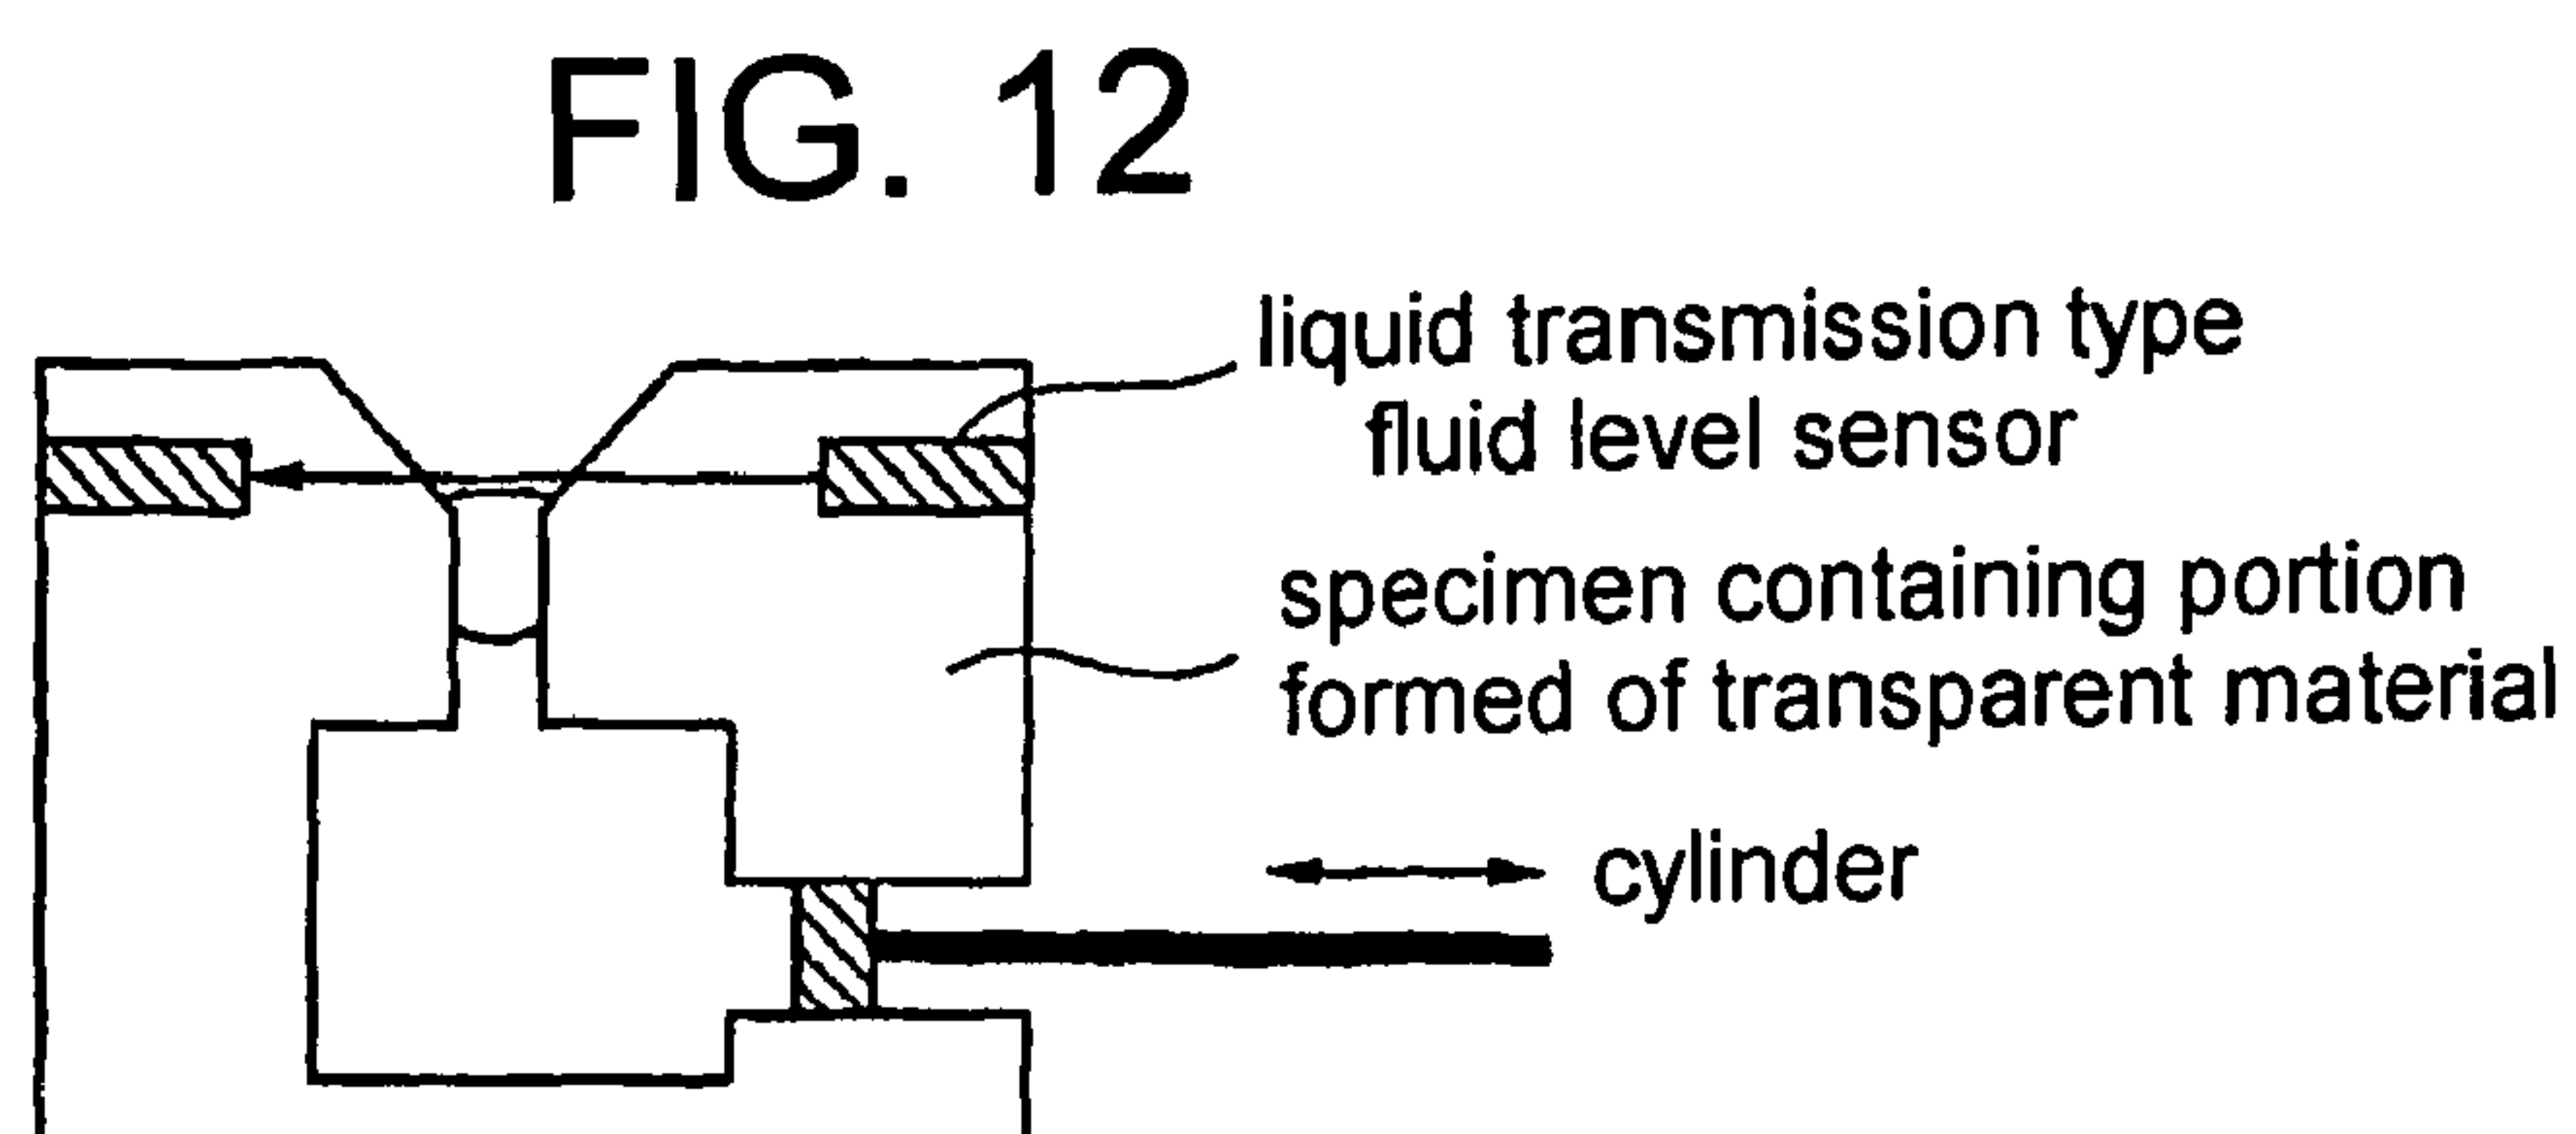 FIG. 12
liquid transmission type
fluid level sensor
specimen containing portion
formed of transparent material
cylinder